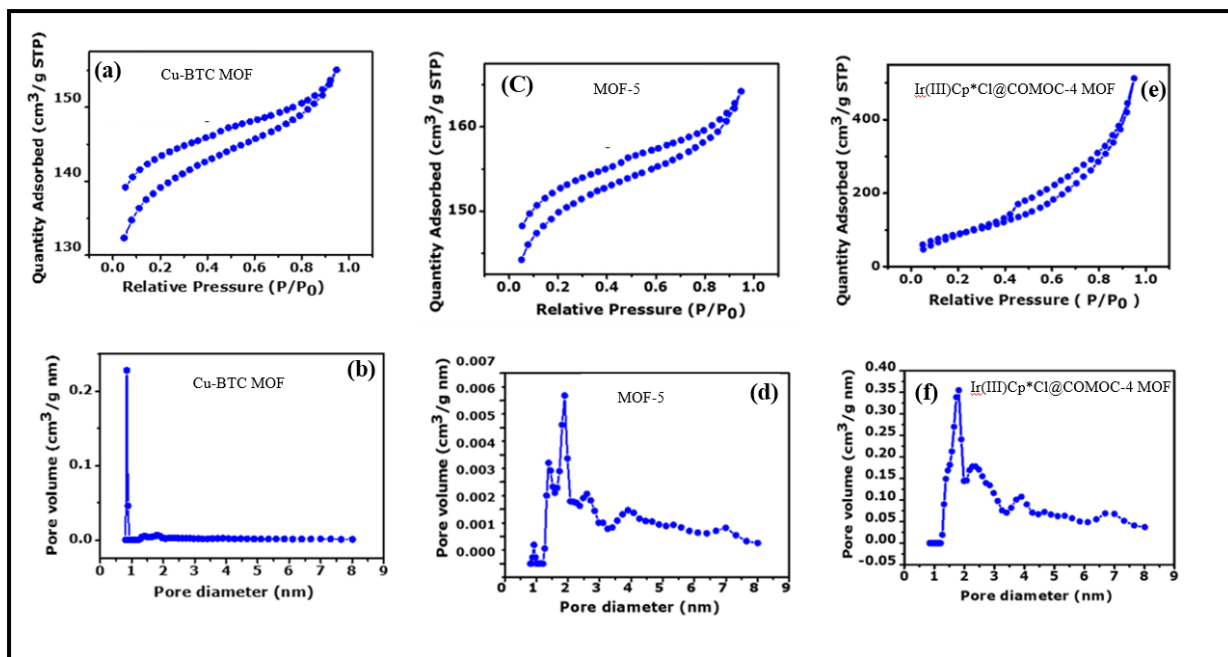 (a)
Cu-BTC MOF
Quantity Adsorbed (cm3/g STP)
150
140
130
0.0 0.2 0.4 0.6 0.8 1.0
Relative Pressure (P/P0)
(C)
MOF-5
Quantity Adsorbed (cm3/g STP)
160
150
0.0 0.2 0.4 0.6 0.8 1.0
Relative Pressure (P/P0)
Ir(III)Cp*Cl@COMOC-4 MOF
(e)
Quantity Adsorbed (cm3/g STP)
400
200
0
0.0 0.2 0.4 0.6 0.8 1.0
Relative Pressure ( P/P0)
(b)
Cu-BTC MOF
Pore volume (cm3/g nm)
0.2
0.1
0.0
0 1 2 3 4 5 6 7 8 9
Pore diameter (nm)
(d)
MOF-5
Pore volume (cm3/g nm)
0.007
0.006
0.005
0.004
0.003
0.002
0.001
0.000
0 1 2 3 4 5 6 7 8 9
Pore diameter (nm)
(f)
Ir(III)Cp*Cl@COMOC-4 MOF
Pore volume (cm3/g nm)
0.40
0.35
0.30
0.25
0.20
0.15
0.10
0.05
0.00
-0.05
0 1 2 3 4 5 6 7 8 9
Pore diameter (nm)